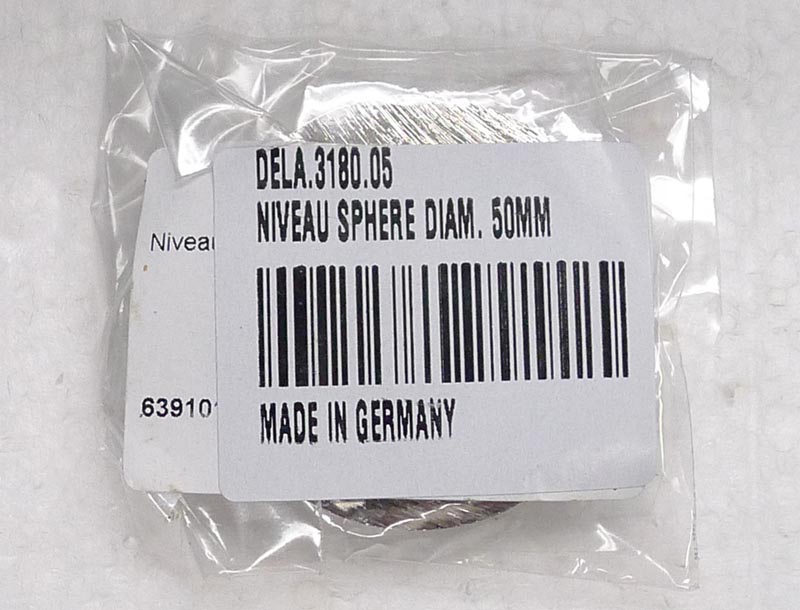 DELA.3180.05
NIVEAU SPHERE DIAM. 50MM
MADE IN GERMANY